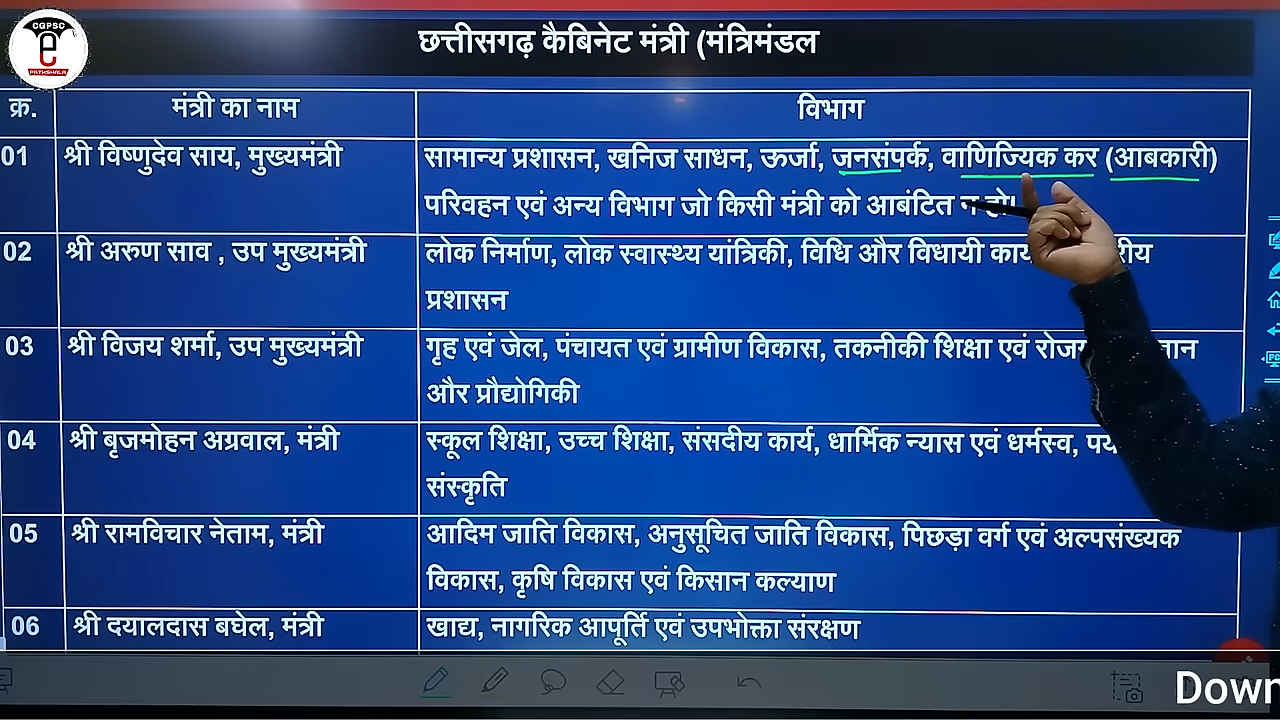 CGPSC
e
PATHSHALA
छत्तीसगढ़ कैबिनेट मंत्री (मंत्रिमंडल
क्र. मंत्री का नाम विभाग
01 श्री विष्णुदेव साय, मुख्यमंत्री सामान्य प्रशासन, खनिज साधन, ऊर्जा, जनसंपर्क, वाणिज्यिक कर (आबकारी)
परिवहन एवं अन्य विभाग जो किसी मंत्री को आबंटित न हो।
02 श्री अरुण साव , उप मुख्यमंत्री लोक निर्माण, लोक स्वास्थ्य यांत्रिकी, विधि और विधायी
प्रशासन
03 श्री विजय शर्मा, उप मुख्यमंत्री गृह एवं जेल, पंचायत एवं ग्रामीण विकास, तकनीकी शिक्षा एवं
और प्रौद्योगिकी
04 श्री बृजमोहन अग्रवाल, मंत्री स्कूल शिक्षा, उच्च शिक्षा, संसदीय कार्य, धार्मिक न्यास एवं धर्मस्व,
संस्कृति
05 श्री रामविचार नेताम, मंत्री आदिम जाति विकास, अनुसूचित जाति विकास, पिछड़ा वर्ग एवं अल्पसंख्यक
विकास, कृषि विकास एवं किसान कल्याण
06 श्री दयालदास बघेल, मंत्री खाद्य, नागरिक आपूर्ति एवं उपभोक्ता संरक्षण
Down